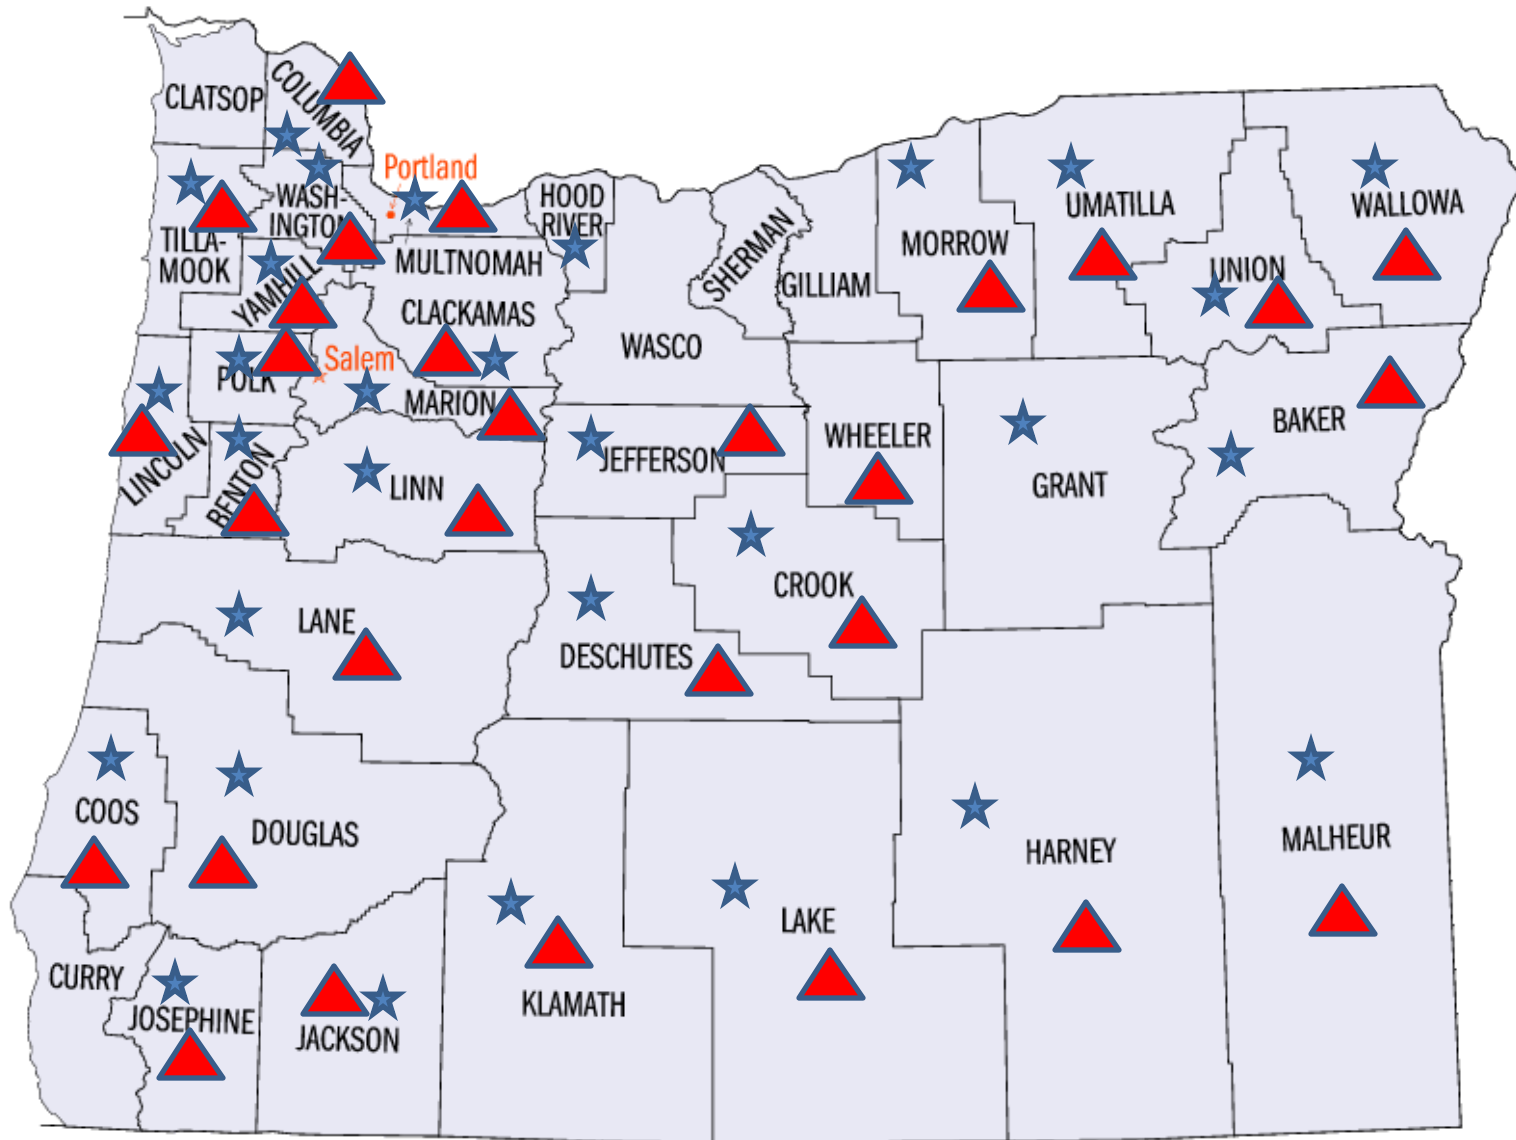 CLATSOP
COLUMBIA
Portland
WASH-
INGTON
HOOD
RIVER
TILLA-
MOOK
MULTNOMAH
YAMHILL
CLACKAMAS
SHERMAN
GILLIAM
MORROW
UMATILLA
UNION
WALLOWA
WASCO
Salem
POLK
MARION
LINCOLN
BENTON
LINN
JEFFERSON
WHEELER
GRANT
BAKER
LANE
DESCHUTES
CROOK
COOS
DOUGLAS
HARNEY
MALHEUR
LAKE
CURRY
JOSEPHINE
JACKSON
KLAMATH